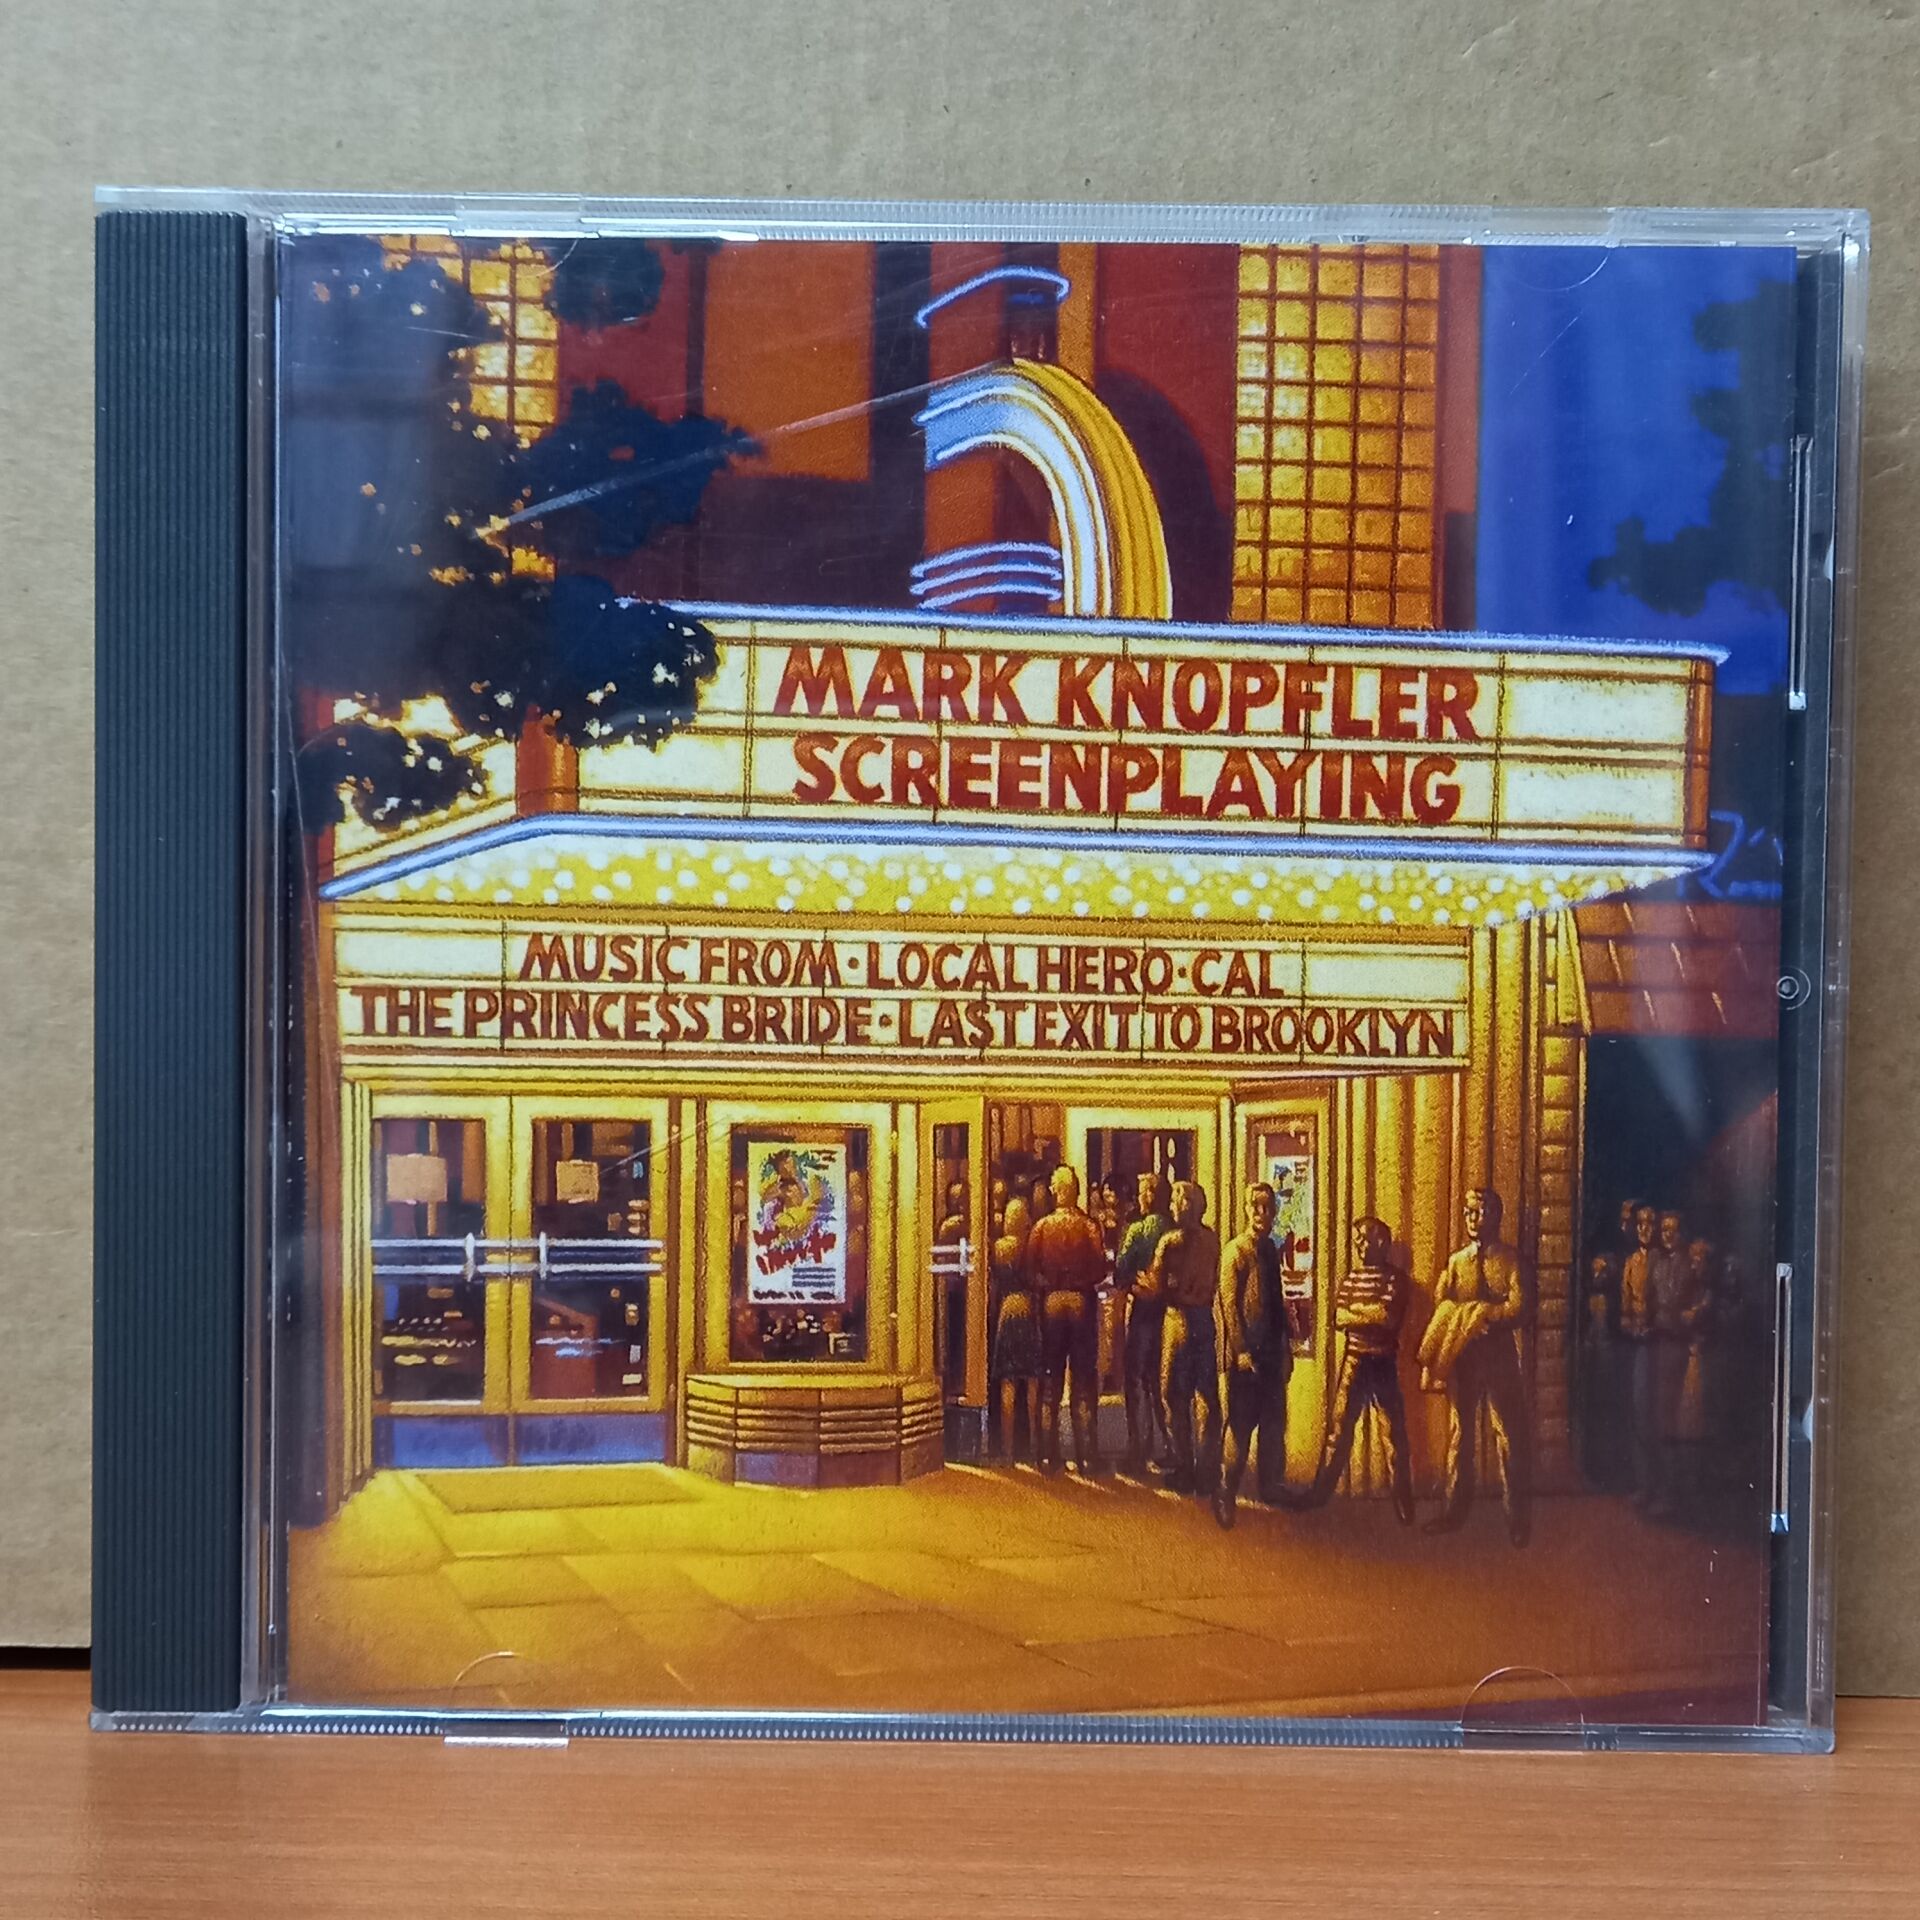 MARK KNOPFLER
SCREENPLAYING
MUSIC FROM·LOCAL HERO·CAL
THE PRINCESS BRIDE·LAST EXIT TO BROOKLYN